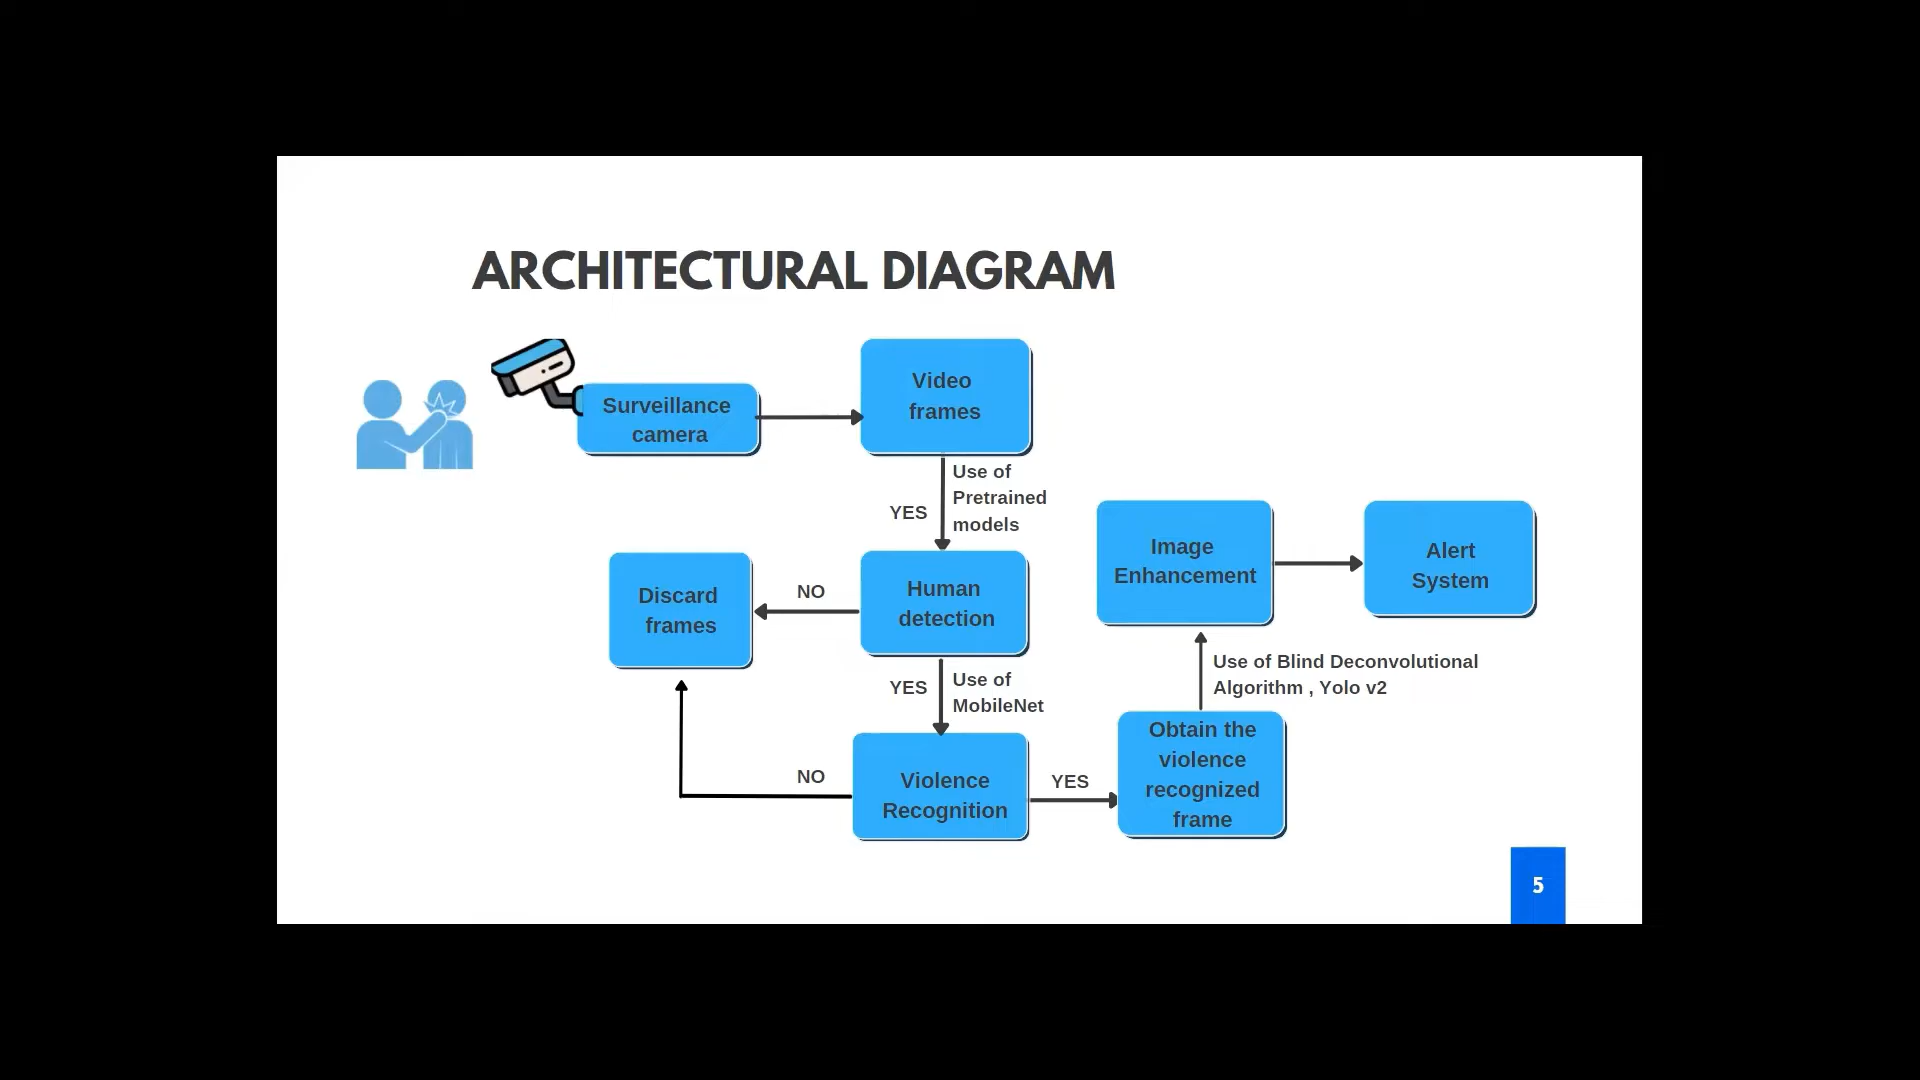 ARCHITECTURAL DIAGRAM
Surveillance
camera
Video
frames
YES
Use of
Pretrained
models
Discard
frames
NO
Human
detection
Image
Enhancement
Alert
System
YES
Use of
MobileNet
Use of Blind Deconvolutional
Algorithm , Yolo v2
NO
Violence
Recognition
YES
Obtain the
violence
recognized
frame
5